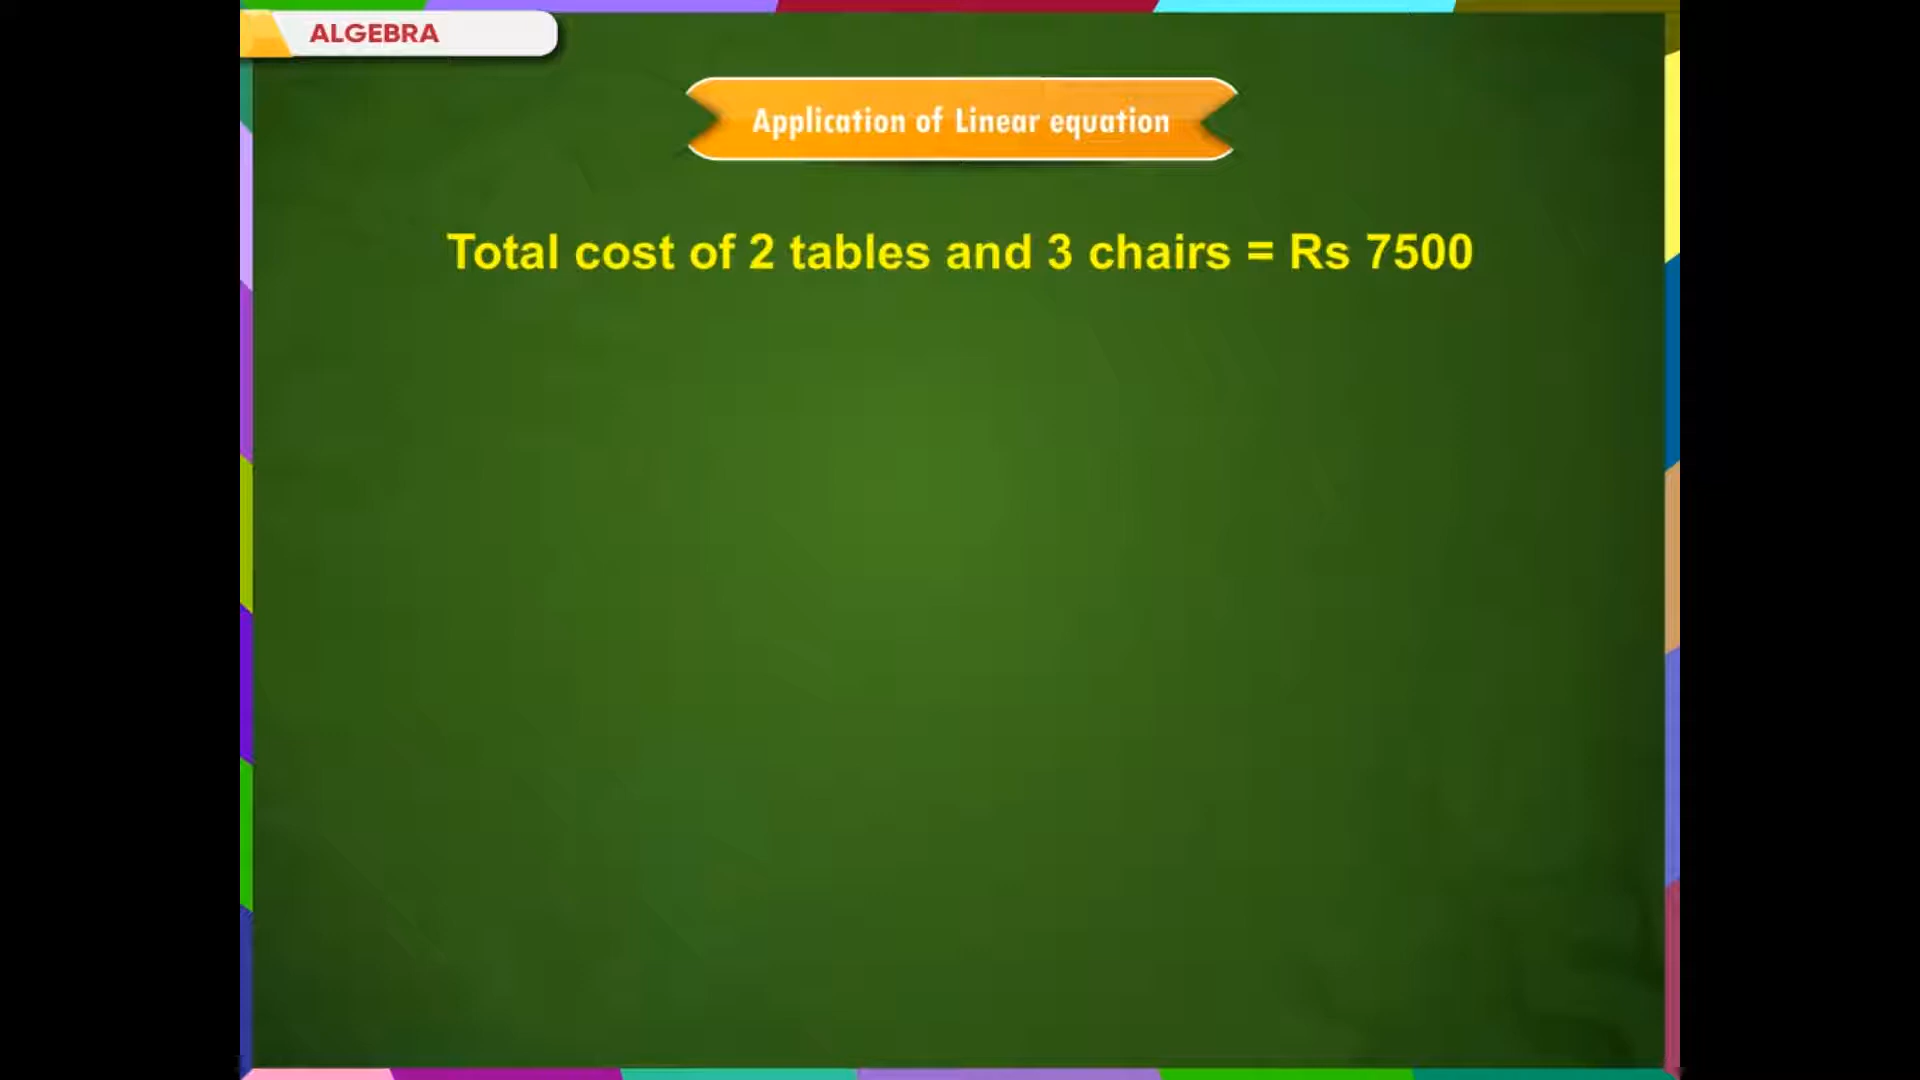 ALGEBRA
Application of Linear equation
Total cost of 2 tables and 3 chairs = Rs 7500